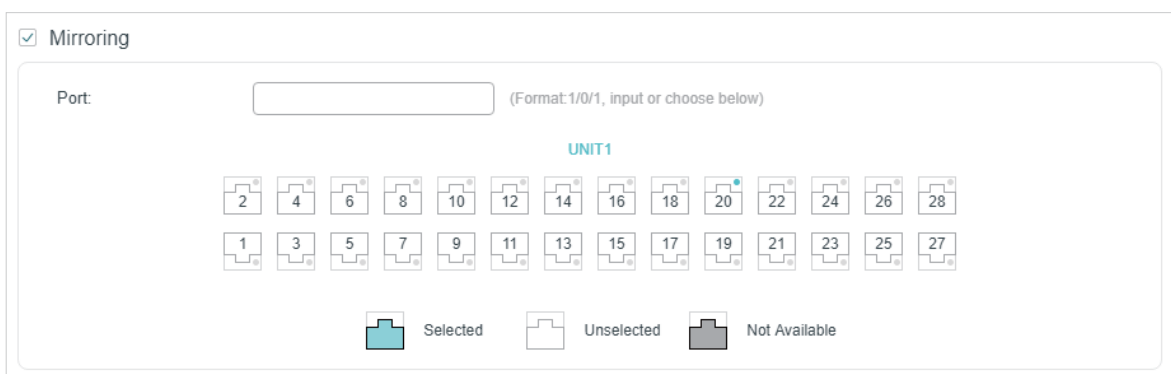 Mirroring
Port:
(Format:1/0/1, input or choose below)
UNIT1
2 4 6 8 10 12 14 16 18 20 22 24 26 28
1 3 5 7 9 11 13 15 17 19 21 23 25 27
Selected Unselected Not Available